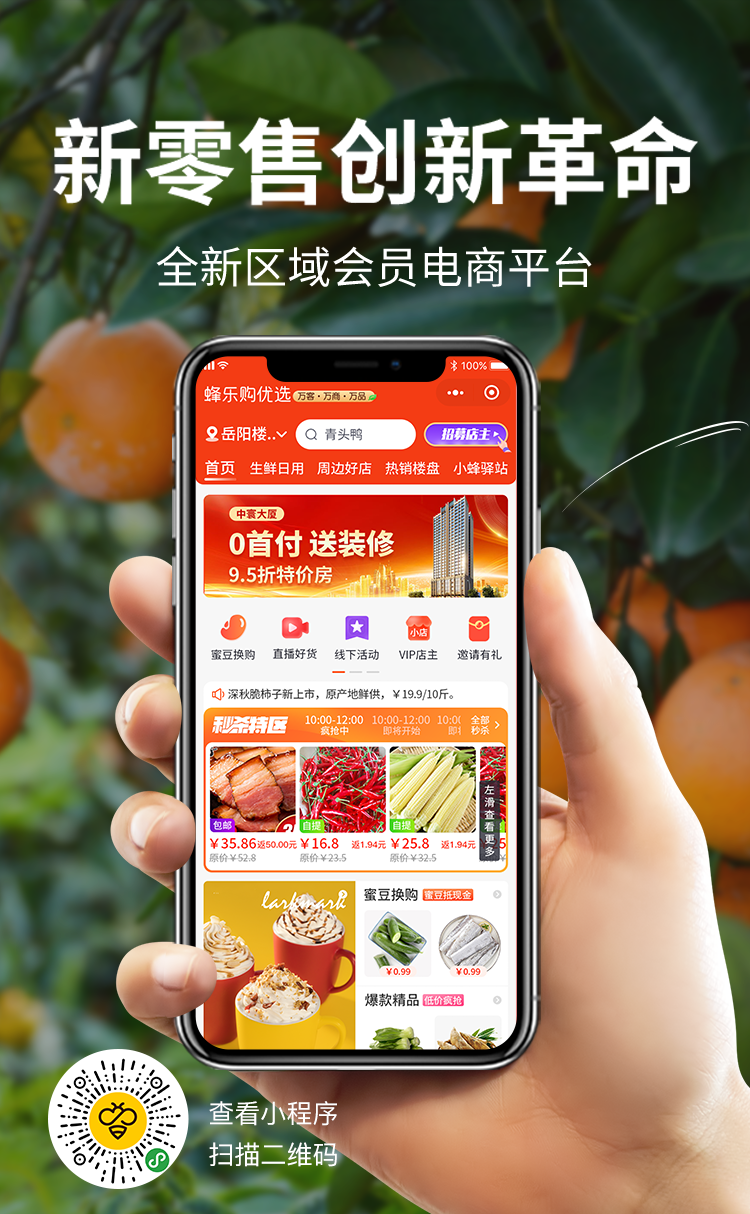 新零售创新革命
全新区域会员电商平台
100%
蜂乐购优选 万客·万商·万品
岳阳楼.. 青头鸭 招募店主
首页 生鲜日用 周边好店 热销楼盘 小蜂驿站
中寰大厦
0首付 送装修
9.5折特价房
小店
蜜豆换购 直播好货 线下活动 VIP店主 邀请有礼
深秋脆柿子新上市，原产地鲜供，￥19.9/10斤。
秒杀特区 10:00-12:00 10:00-12:00 10:0 全部
疯抢中 即将开始 即 秒杀
左滑查看更多
包邮 自提 自提
￥35.86 返50.00元 ￥16.8 返1.94元 ￥25.8 返1.94元
原价￥52.8 原价￥23.5 原价￥32.5
larkmark
蜜豆换购 蜜豆抵现金
￥0.99 ￥0.99
爆款精品 低价疯抢
查看小程序
扫描二维码